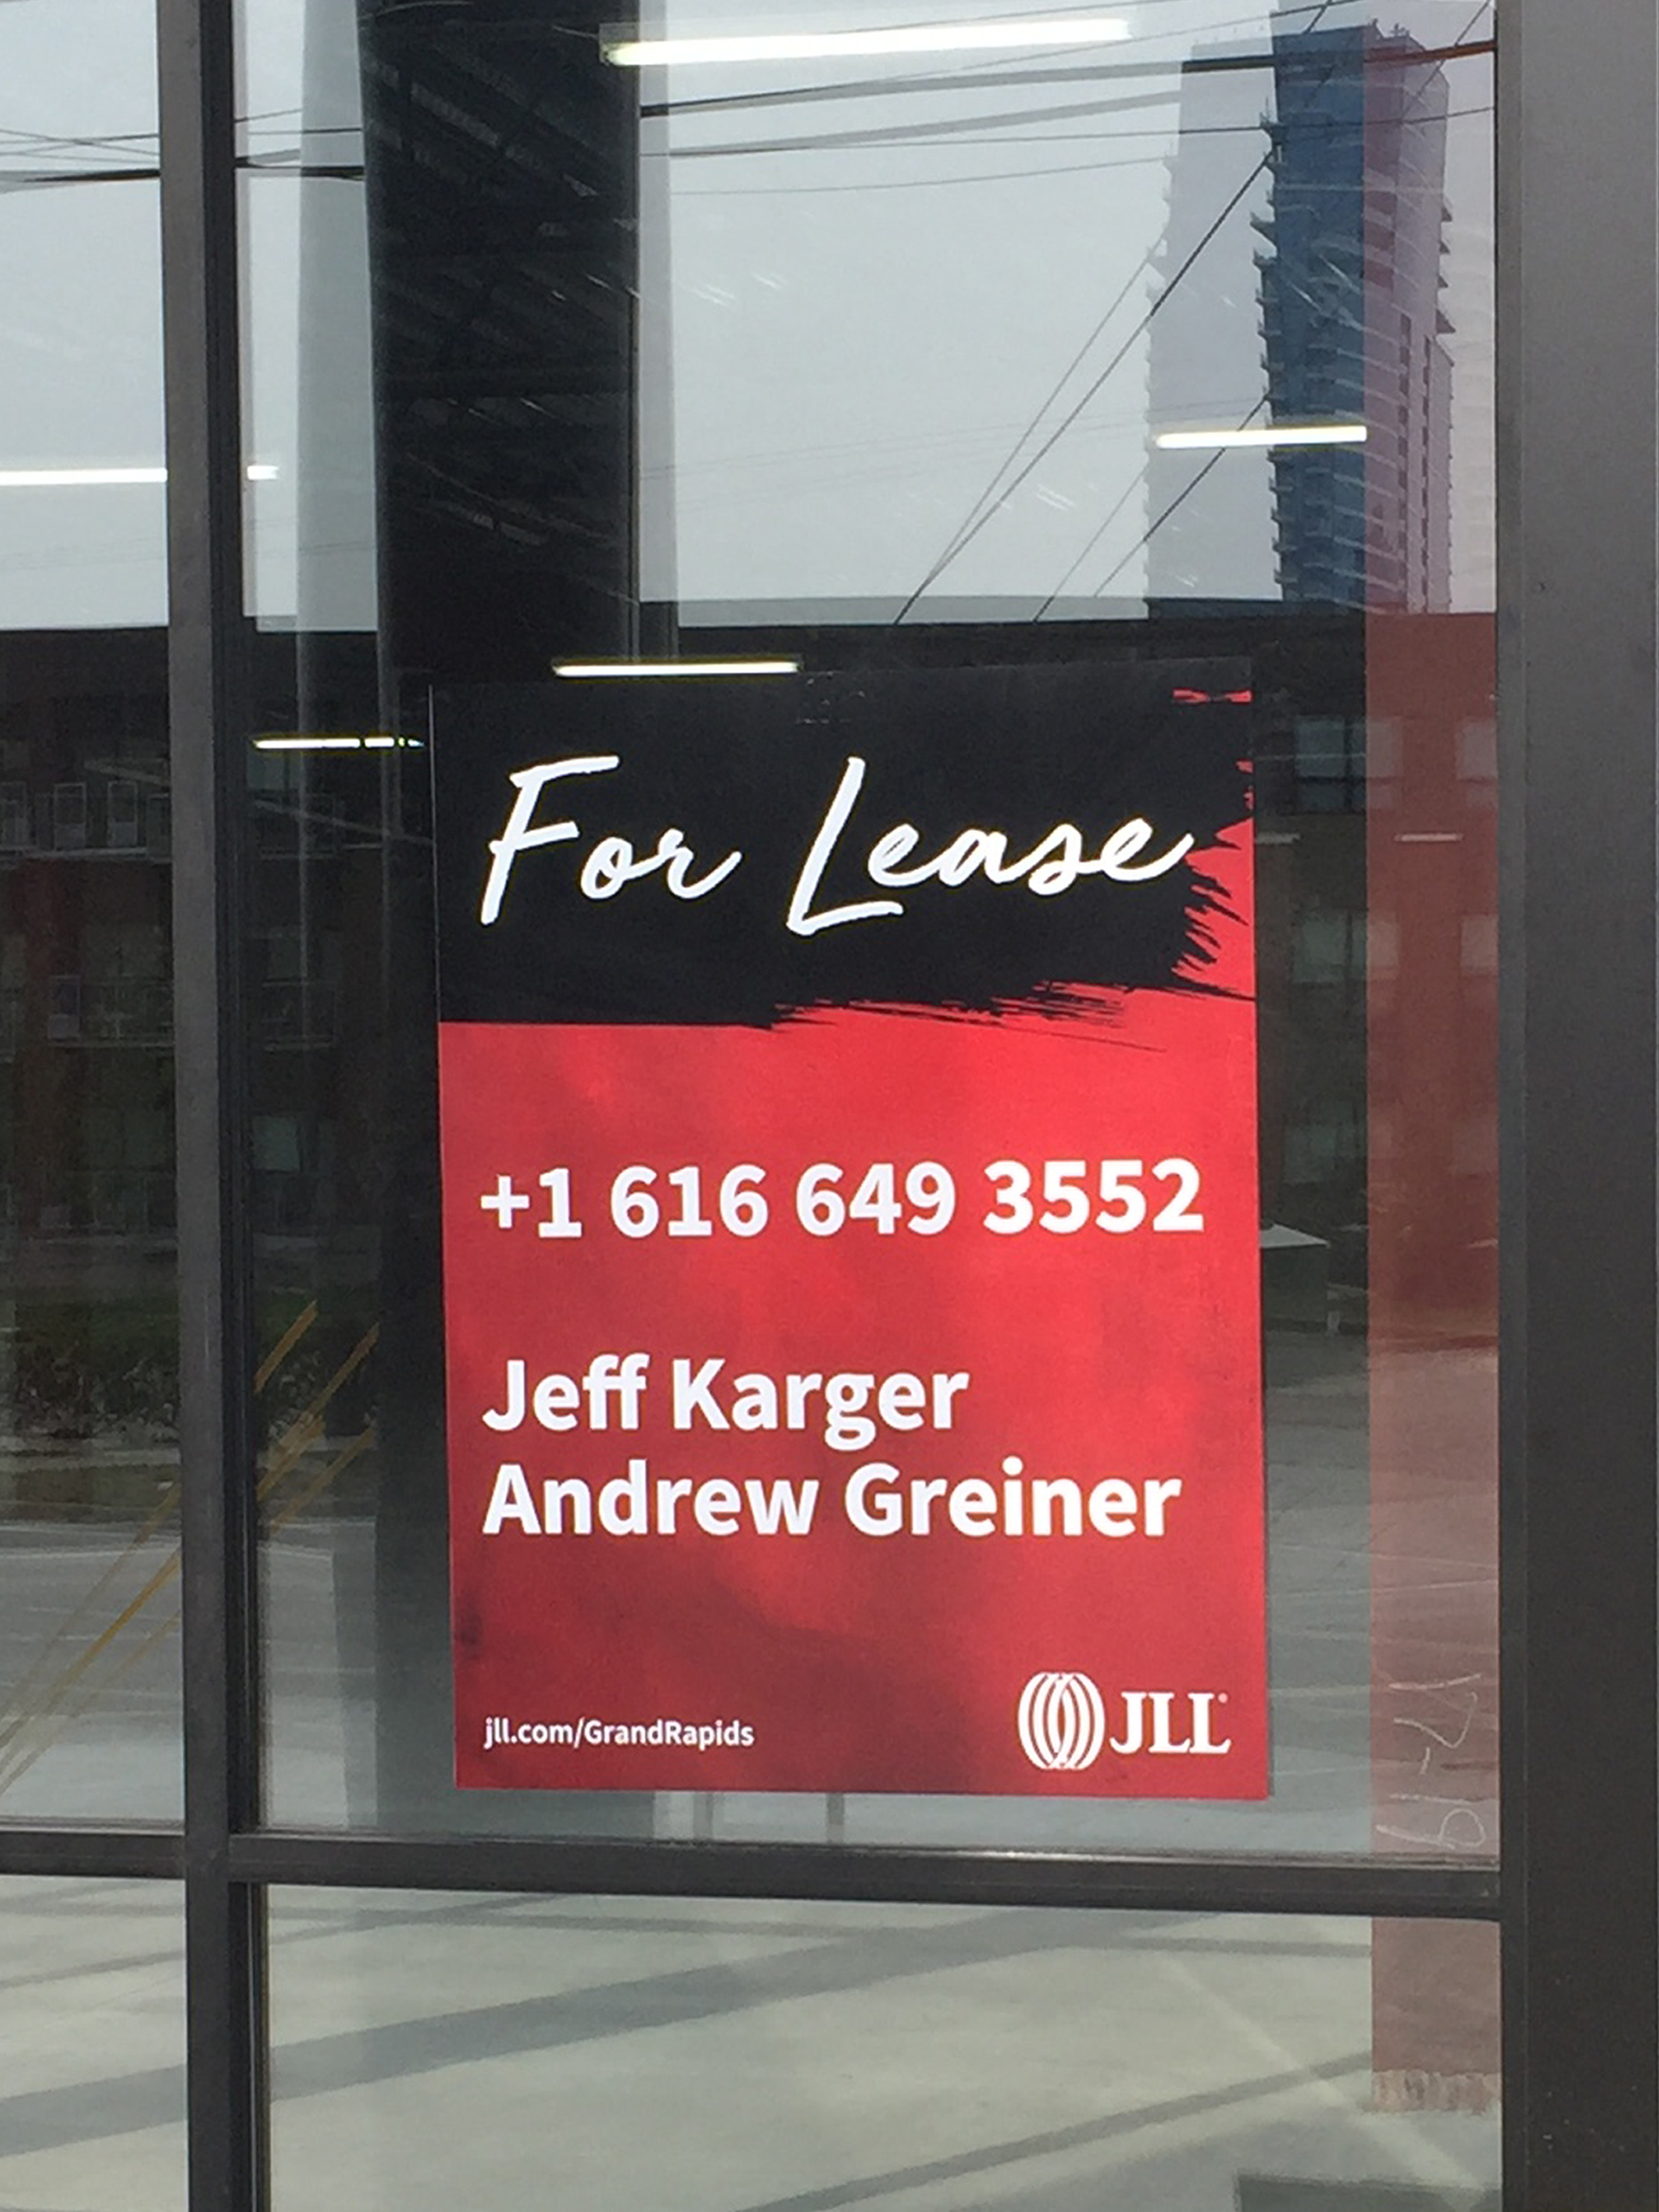 For Lease
+1 616 649 3552
Jeff Karger
Andrew Greiner
jll.com/GrandRapids
JLL